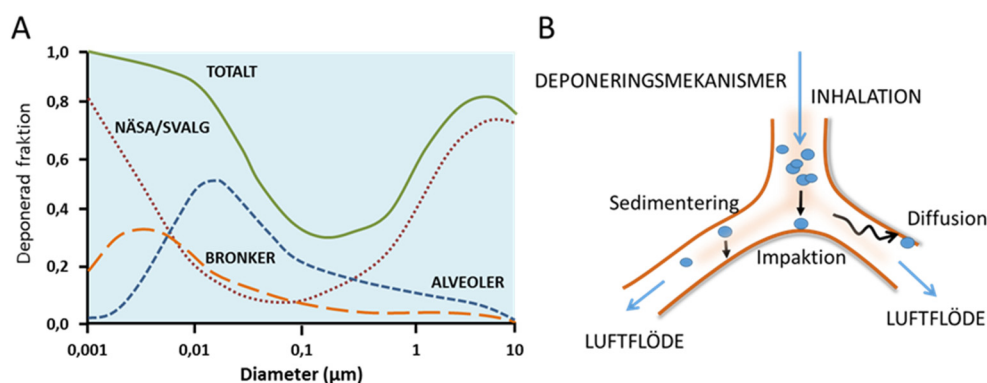 A
1,0
0,8
0,6
0,4
0,2
0,0
Deponerad fraktion
TOTALT
NÄSA/SVALG
BRONKER
ALVEOLER
0,001
0,01
0,1
1
10
Diameter (µm)
B
DEPONERINGSMEKANISMER
INHALATION
Sedimentering
Diffusion
Impaktion
LUFTFLÖDE
LUFTFLÖDE